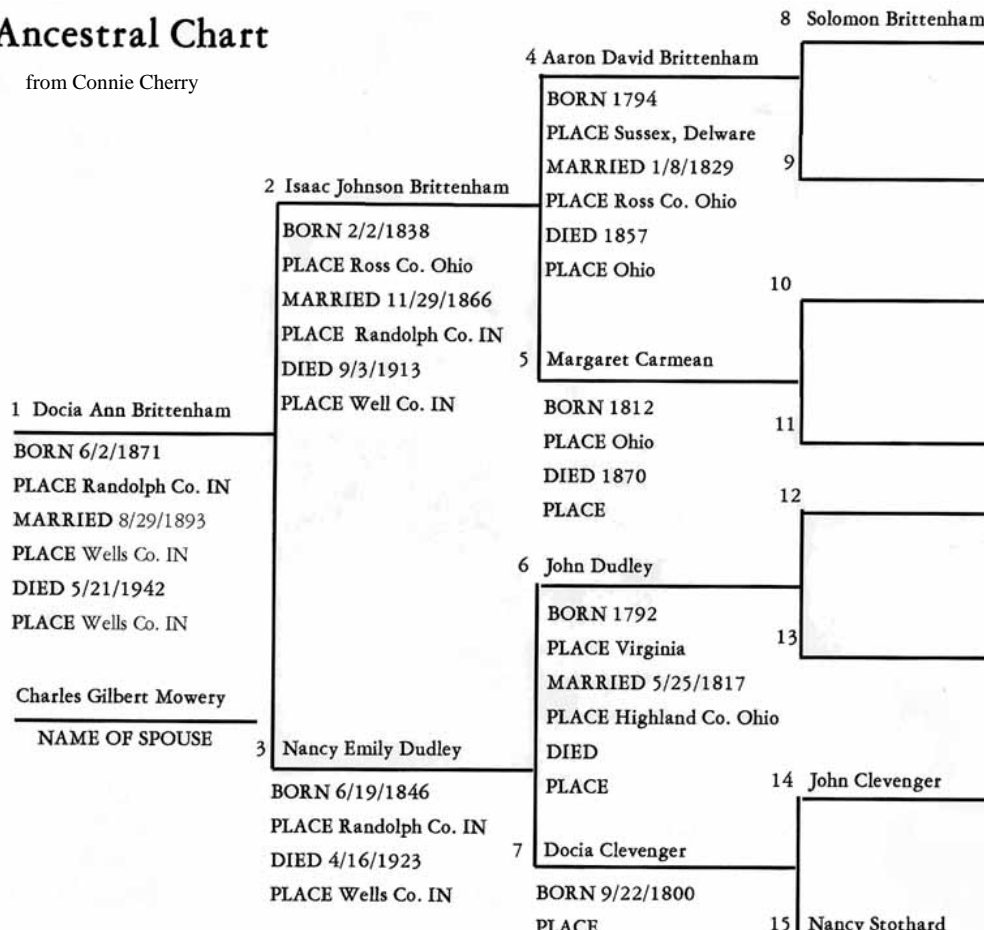 Ancestral Chart
from Connie Cherry
1 Docia Ann Brittenham
BORN 6/2/1871
PLACE Randolph Co. IN
MARRIED 8/29/1893
PLACE Wells Co. IN
DIED 5/21/1942
PLACE Wells Co. IN
Charles Gilbert Mowery
NAME OF SPOUSE
2 Isaac Johnson Brittenham
BORN 2/2/1838
PLACE Ross Co. Ohio
MARRIED 11/29/1866
PLACE Randolph Co. IN
DIED 9/3/1913
PLACE Well Co. IN
3 Nancy Emily Dudley
BORN 6/19/1846
PLACE Randolph Co. IN
DIED 4/16/1923
PLACE Wells Co. IN
4 Aaron David Brittenham
BORN 1794
PLACE Sussex, Delware
MARRIED 1/8/1829
PLACE Ross Co. Ohio
DIED 1857
PLACE Ohio
5 Margaret Carmean
BORN 1812
PLACE Ohio
DIED 1870
PLACE
6 John Dudley
BORN 1792
PLACE Virginia
MARRIED 5/25/1817
PLACE Highland Co. Ohio
DIED
PLACE
7 Docia Clevenger
BORN 9/22/1800
PLACE
8 Solomon Brittenham
9
10
11
12
13
14 John Clevenger
15 Nancy Stothard